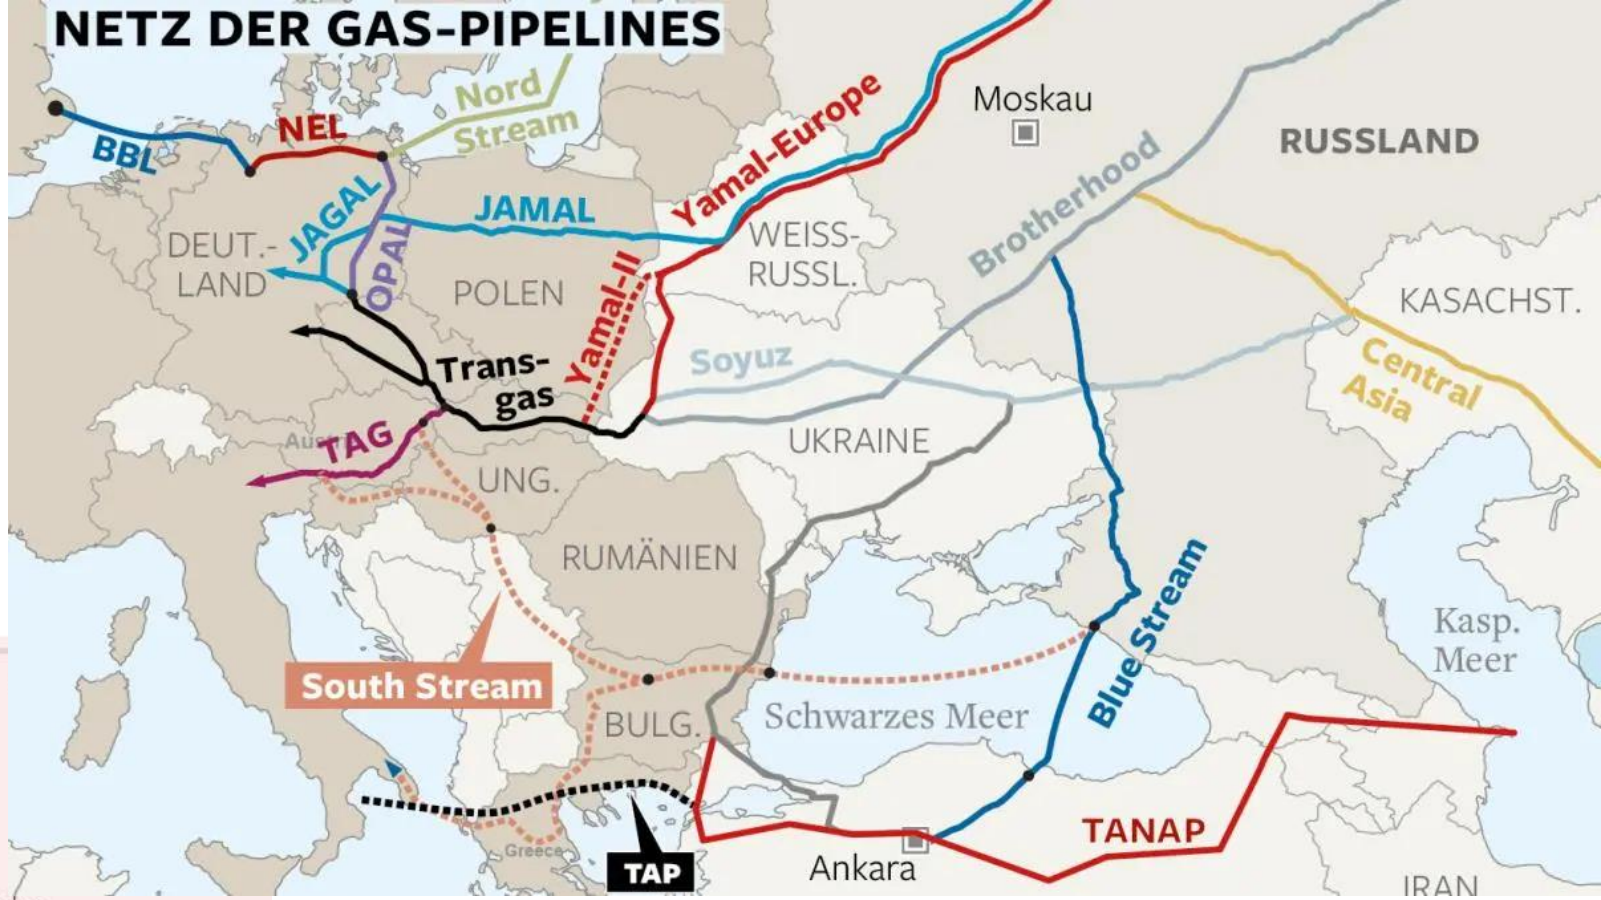 NETZ DER GAS-PIPELINES
Nord
Stream
Moskau
RUSSLAND
NEL
BBL
Yamal-Europe
Brotherhood
JAGAL
JAMAL
DEUT.-
LAND
OPAL
POLEN
WEISS-
RUSSL.
KASACHST.
Yamal-II
Trans-
gas
Soyuz
Central
Asia
TAG
UNG.
UKRAINE
RUMÄNIEN
Blue Stream
Kasp.
Meer
South Stream
BULG.
Schwarzes Meer
TANAP
Greece
TAP
Ankara
IRAN